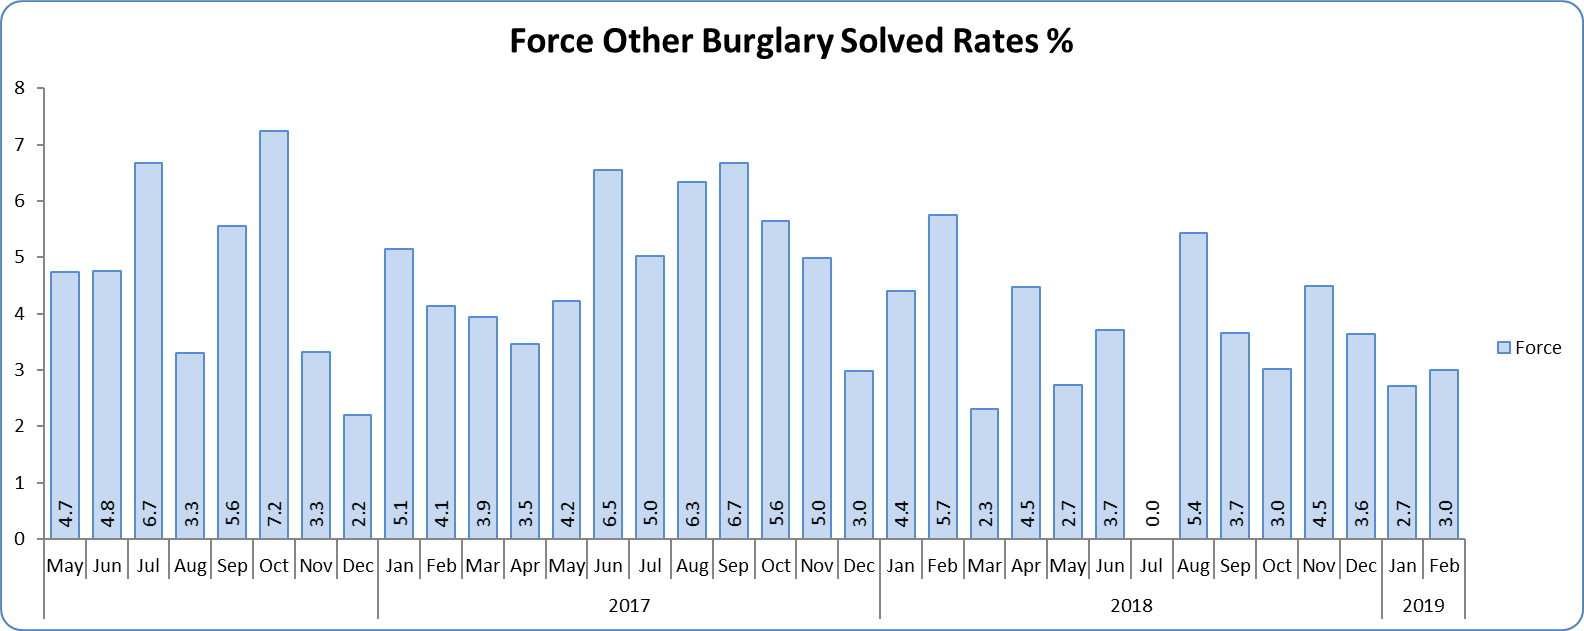 Force Other Burglary Solved Rates %
8
7
6
5
4
3
2
1
0
4.7 4.8 6.7 3.3 5.6 7.2 3.3 2.2 5.1 4.1 3.9 3.5 4.2 6.5 5.0 6.3 6.7 5.6 5.0 3.0 4.4 5.7 2.3 4.5 2.7 3.7 0.0 5.4 3.7 3.0 4.5 3.6 2.7 3.0
Force
May Jun Jul Aug Sep Oct Nov Dec Jan Feb Mar Apr May Jun Jul Aug Sep Oct Nov Dec Jan Feb Mar Apr May Jun Jul Aug Sep Oct Nov Dec Jan Feb
2017 2018 2019